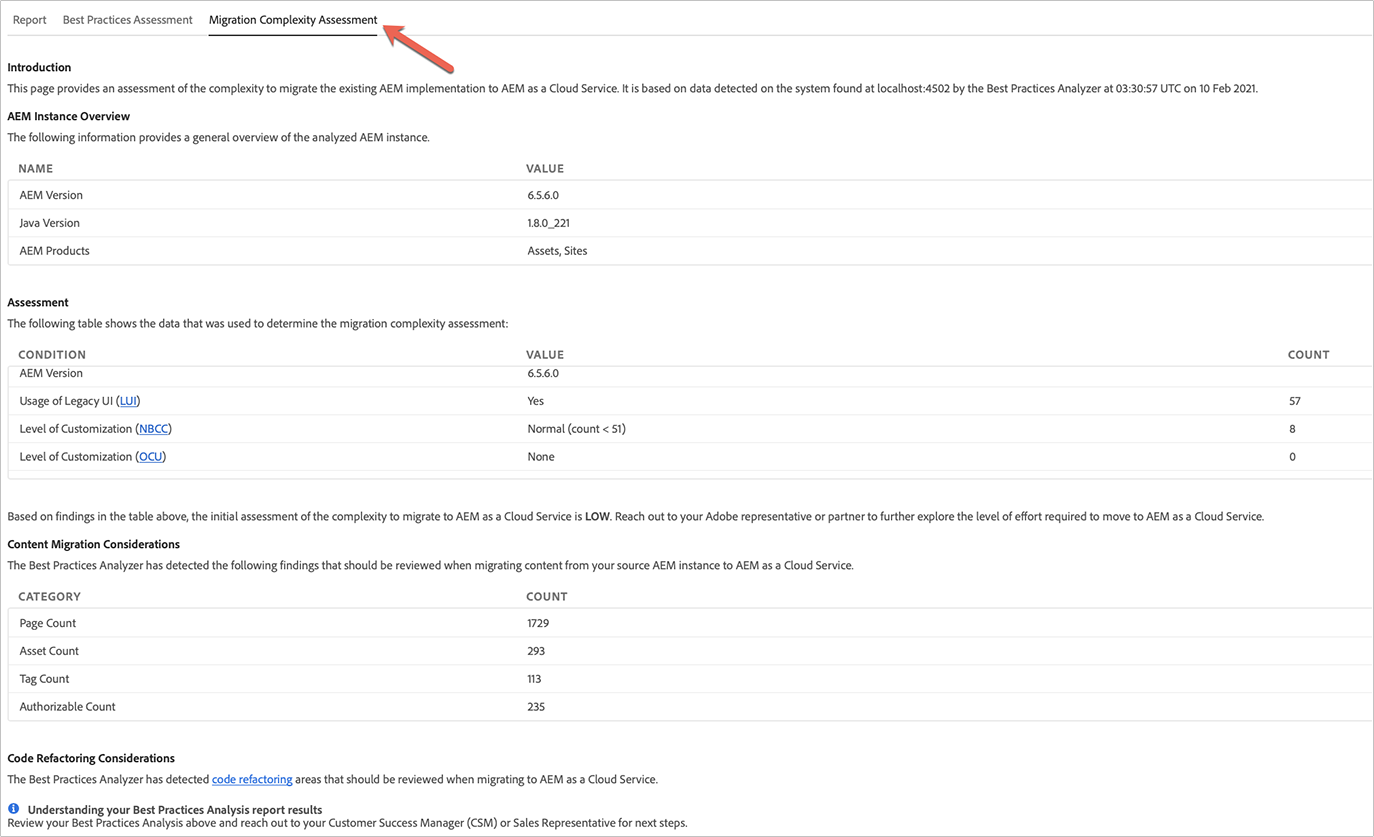 Report Best Practices Assessment Migration Complexity Assessment
Introduction
This page provides an assessment of the complexity to migrate the existing AEM implementation to AEM as a Cloud Service. It is based on data detected on the system found at localhost:4502 by the Best Practices Analyzer at 03:30:57 UTC on 10 Feb 2021.
AEM Instance Overview
The following information provides a general overview of the analyzed AEM instance.
NAME VALUE
AEM Version 6.5.6.0
Java Version 1.8.0_221
AEM Products Assets, Sites
Assessment
The following table shows the data that was used to determine the migration complexity assessment:
CONDITION VALUE COUNT
AEM Version 6.5.6.0
Usage of Legacy UI (LUI) Yes 57
Level of Customization (NBCC) Normal (count < 51) 8
Level of Customization (OCU) None 0
Based on findings in the table above, the initial assessment of the complexity to migrate to AEM as a Cloud Service is LOW. Reach out to your Adobe representative or partner to further explore the level of effort required to move to AEM as a Cloud Service.
Content Migration Considerations
The Best Practices Analyzer has detected the following findings that should be reviewed when migrating content from your source AEM instance to AEM as a Cloud Service.
CATEGORY COUNT
Page Count 1729
Asset Count 293
Tag Count 113
Authorizable Count 235
Code Refactoring Considerations
The Best Practices Analyzer has detected code refactoring areas that should be reviewed when migrating to AEM as a Cloud Service.
Understanding your Best Practices Analysis report results
Review your Best Practices Analysis above and reach out to your Customer Success Manager (CSM) or Sales Representative for next steps.